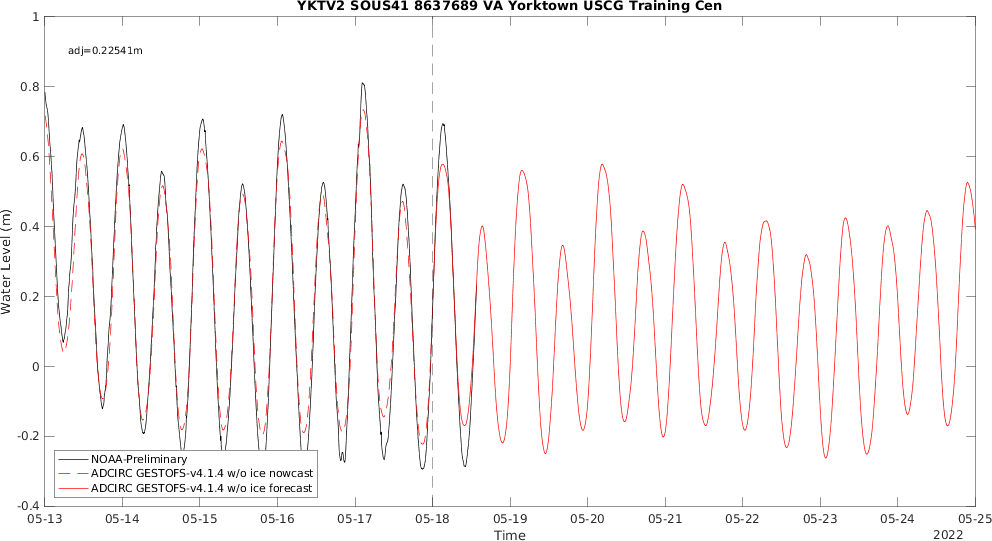 YKTV2 SOUS41 8637689 VA Yorktown USCG Training Cen
adj=0.22541m
1
0.8
0.6
0.4
0.2
0
-0.2
-0.4
Water Level (m)
NOAA-Preliminary
ADCIRC GESTOFS-v4.1.4 w/o ice nowcast
ADCIRC GESTOFS-v4.1.4 w/o ice forecast
05-13 05-14 05-15 05-16 05-17 05-18 05-19 05-20 05-21 05-22 05-23 05-24 05-25
Time
2022